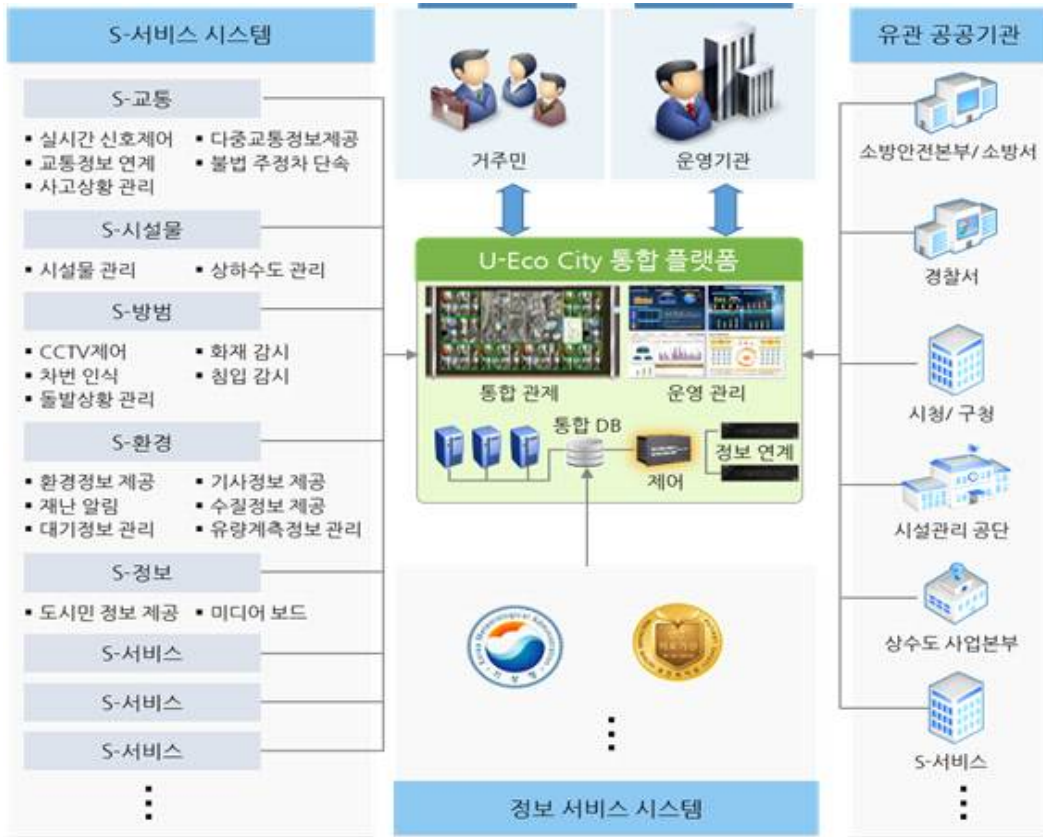 S-서비스 시스템
S-교통
▪ 실시간 신호제어 ▪ 다중교통정보제공
▪ 교통정보 연계 ▪ 불법 주정차 단속
▪ 사고상황 관리
S-시설물
▪ 시설물 관리 ▪ 상하수도 관리
S-방범
▪ CCTV제어 ▪ 화재 감시
▪ 차번 인식 ▪ 침입 감시
▪ 돌발상황 관리
S-환경
▪ 환경정보 제공 ▪ 기사정보 제공
▪ 재난 알림 ▪ 수질정보 제공
▪ 대기정보 관리 ▪ 유량계측정보 관리
S-정보
▪ 도시민 정보 제공 ▪ 미디어 보드
S-서비스
S-서비스
S-서비스
거주민
운영기관
U-Eco City 통합 플랫폼
통합 관제
운영 관리
통합 DB
제어
정보 연계
Korea Meteorological Administration
기상청
정보 서비스 시스템
유관 공공기관
소방안전본부/ 소방서
경찰서
시청/ 구청
시설관리 공단
상수도 사업본부
S-서비스